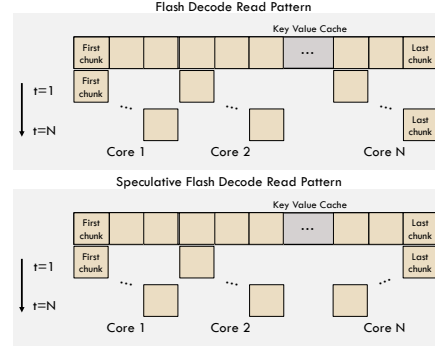 Flash Decode Read Pattern
Key Value Cache
First chunk
...
Last chunk
t=1
First chunk
...
...
...
t=N
Last chunk
Core 1
Core 2
Core N
Speculative Flash Decode Read Pattern
Key Value Cache
First chunk
...
Last chunk
t=1
First chunk
Last chunk
...
...
...
t=N
Core 1
Core 2
Core N